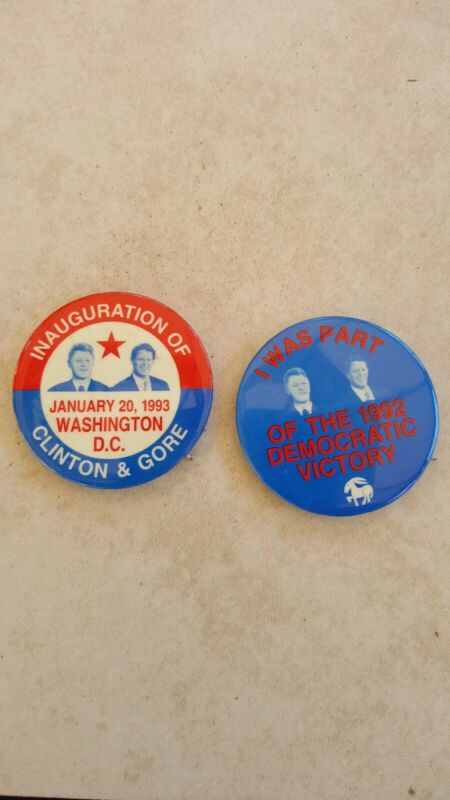 INAUGURATION OF
JANUARY 20, 1993
WASHINGTON
D.C.
CLINTON & GORE
I WAS PART
OF THE 1992
DEMOCRATIC
VICTORY